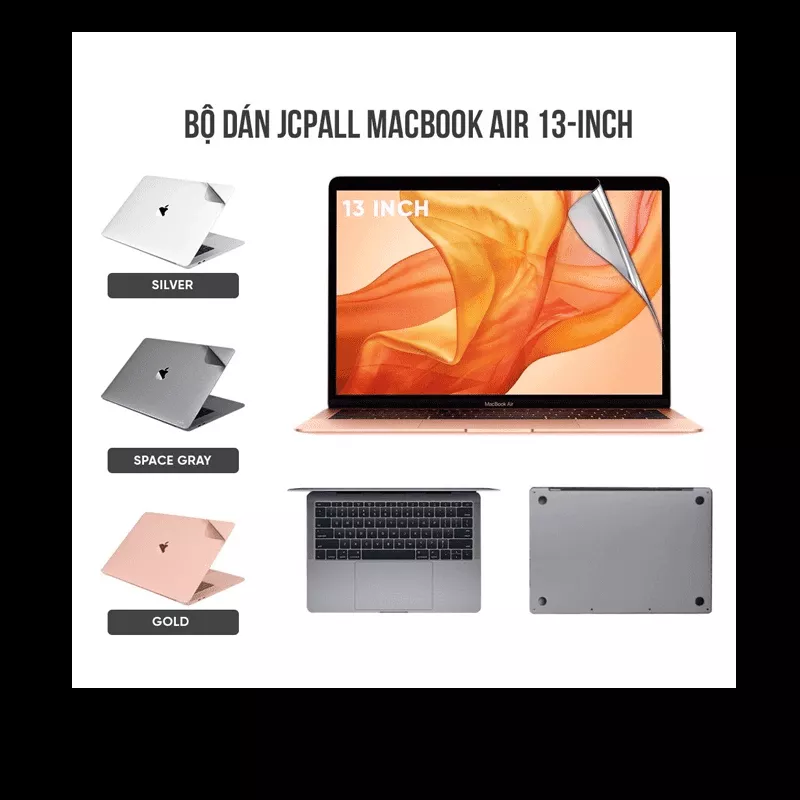 BỘ DÁN JCPALL MACBOOK AIR 13-INCH
13 INCH
SILVER
MacBook Air
SPACE GRAY
GOLD